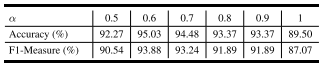 α 0.5 0.6 0.7 0.8 0.9 1
Accuracy (%) 92.27 95.03 94.48 93.37 93.37 89.50
F1-Measure (%) 90.54 93.88 93.24 91.89 91.89 87.07